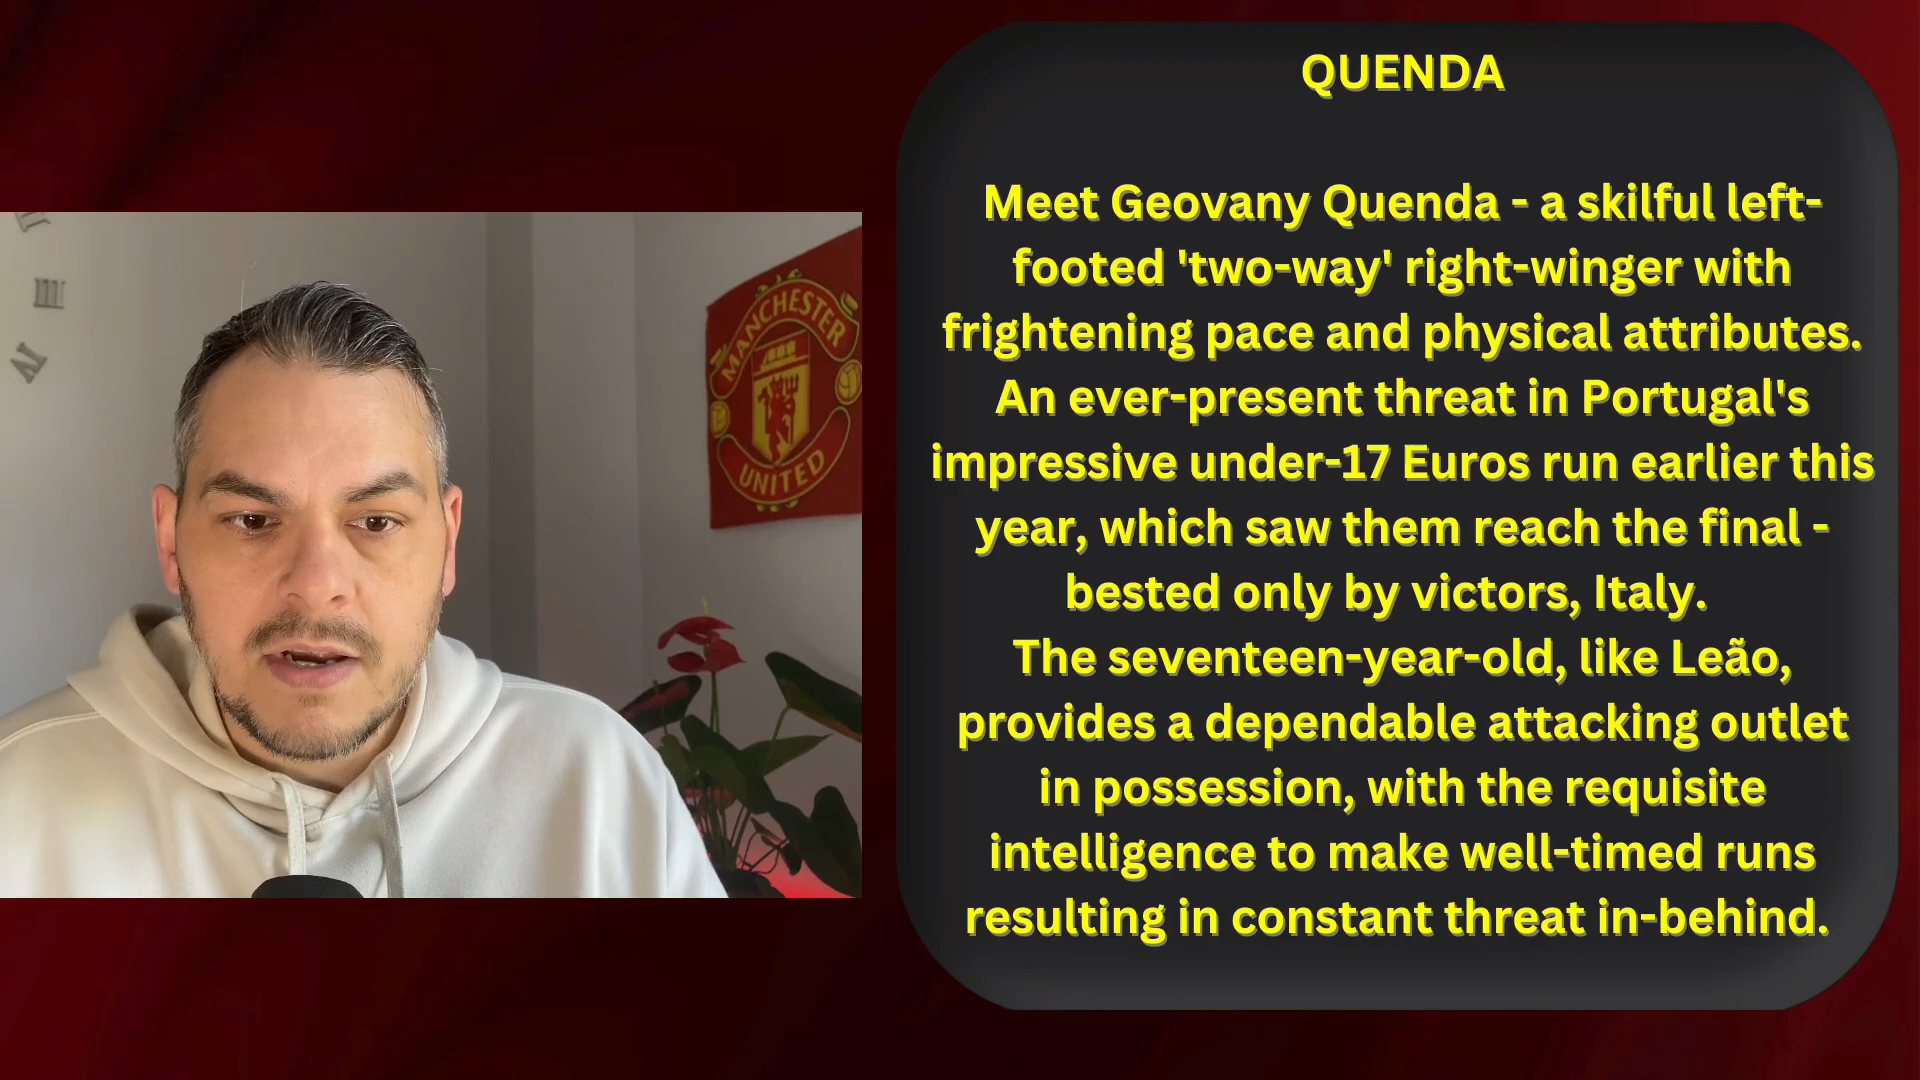 QUENDA
Meet Geovany Quenda - a skilful left-
footed 'two-way' right-winger with
frightening pace and physical attributes.
An ever-present threat in Portugal's
impressive under-17 Euros run earlier this
year, which saw them reach the final -
bested only by victors, Italy.
The seventeen-year-old, like Leão,
provides a dependable attacking outlet
in possession, with the requisite
intelligence to make well-timed runs
resulting in constant threat in-behind.
III
IV
MANCHESTER
UNITED